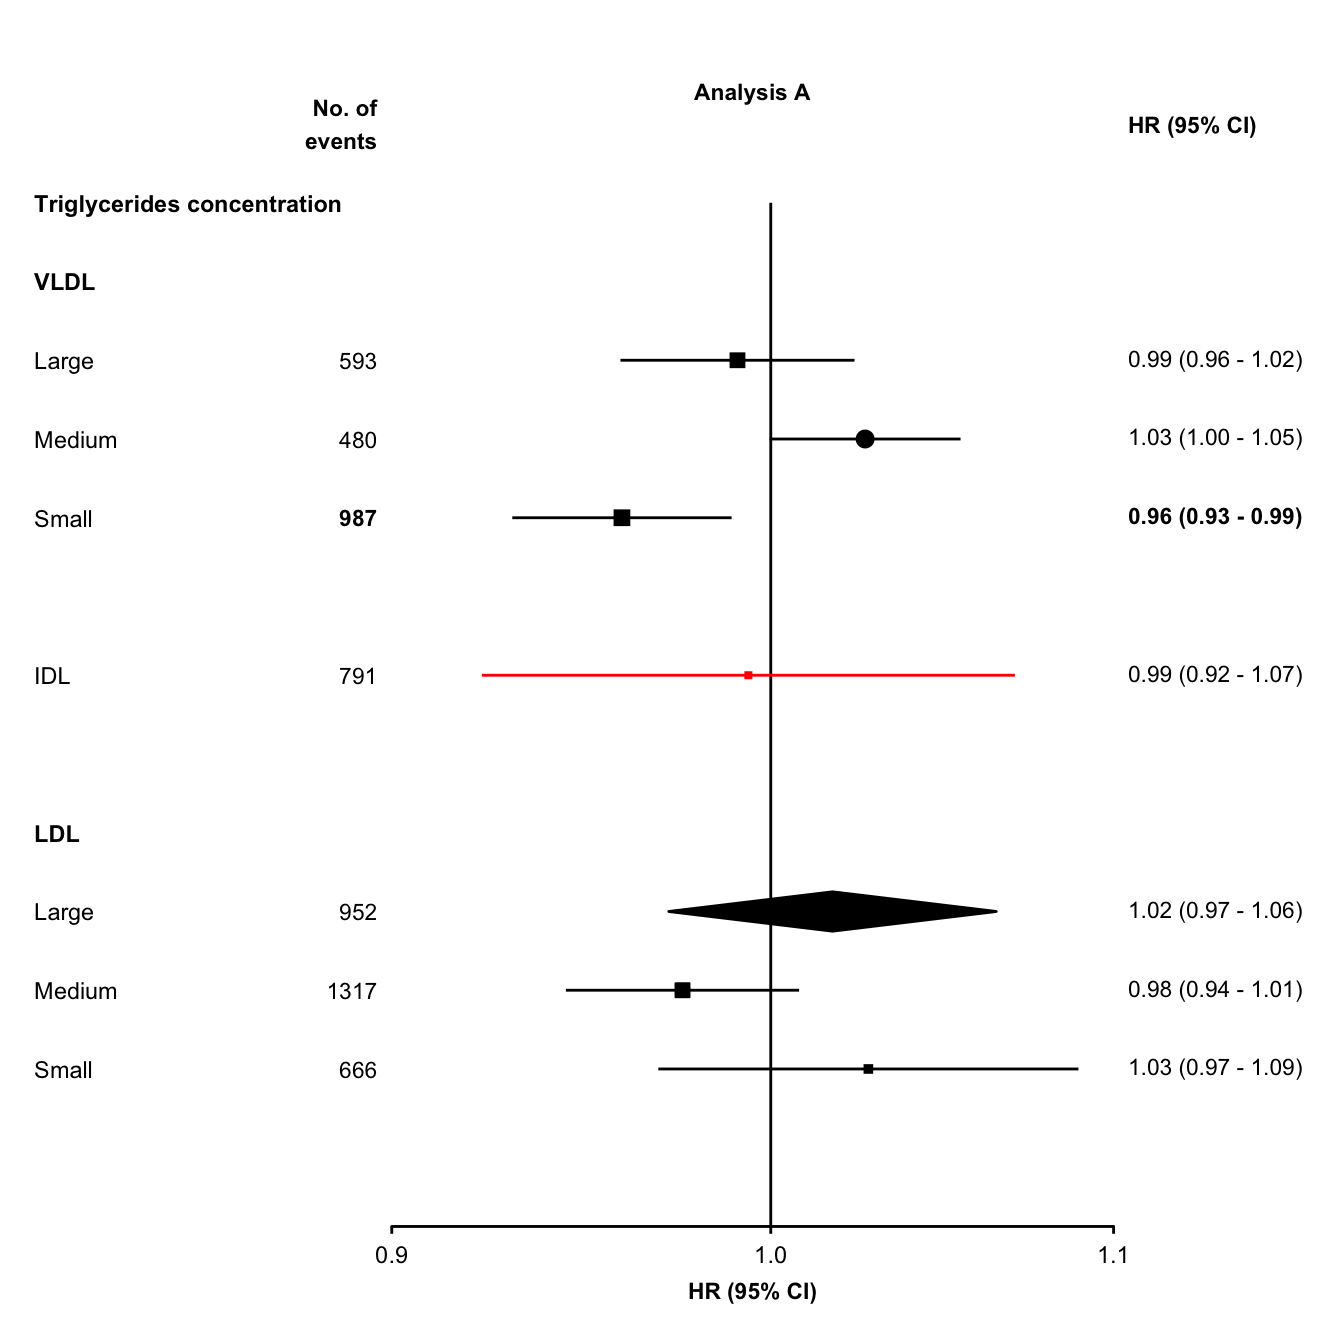 Analysis A
No. of
events
HR (95% CI)
Triglycerides concentration
VLDL
Large 593 0.99 (0.96 - 1.02)
Medium 480 1.03 (1.00 - 1.05)
Small 987 0.96 (0.93 - 0.99)
IDL 791 0.99 (0.92 - 1.07)
LDL
Large 952 1.02 (0.97 - 1.06)
Medium 1317 0.98 (0.94 - 1.01)
Small 666 1.03 (0.97 - 1.09)
0.9 1.0 1.1
HR (95% CI)